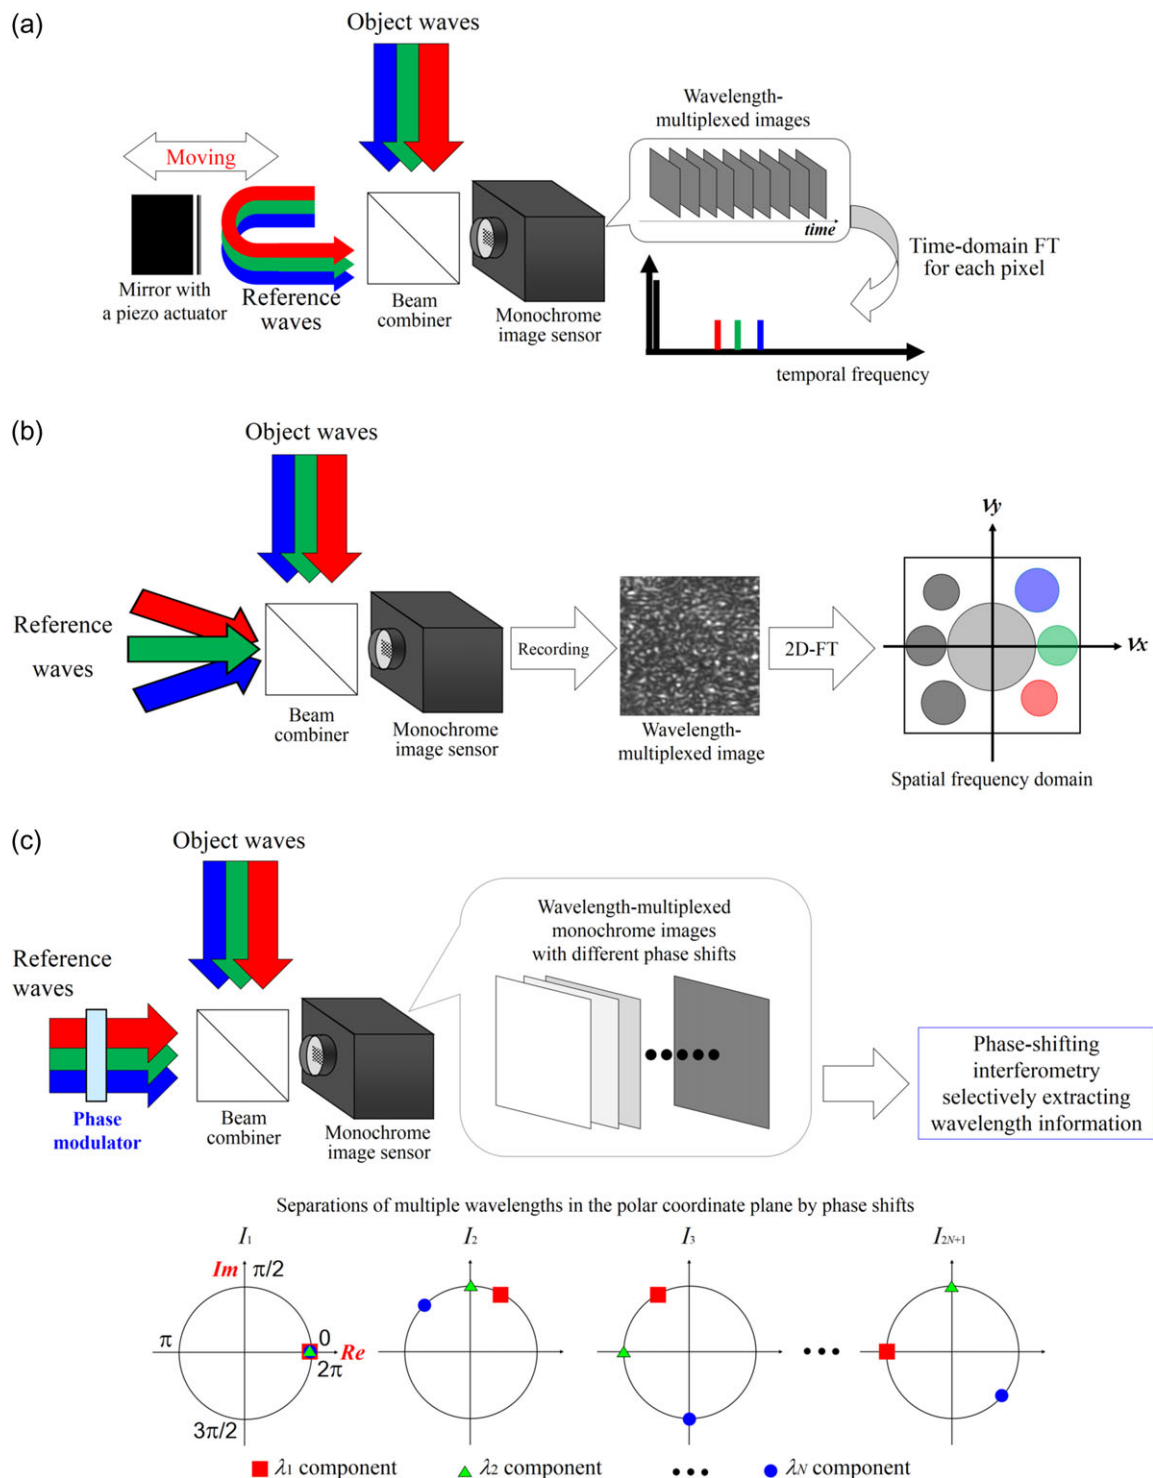 (a)
Object waves
Wavelength-
multiplexed images
Moving
time
Time-domain FT
for each pixel
Mirror with
a piezo actuator
Reference
waves
Beam
combiner
Monochrome
image sensor
temporal frequency
(b)
Object waves
νy
Reference
waves
Recording
2D-FT
νx
Beam
combiner
Monochrome
image sensor
Wavelength-
multiplexed image
Spatial frequency domain
(c)
Object waves
Wavelength-multiplexed
monochrome images
with different phase shifts
Reference
waves
Phase-shifting
interferometry
selectively extracting
wavelength information
Phase
modulator
Beam
combiner
Monochrome
image sensor
Separations of multiple wavelengths in the polar coordinate plane by phase shifts
I1 I2 I3 I2N+1
Im π/2
π 0 Re
2π
3π/2
λ1 component λ2 component ••• λN component